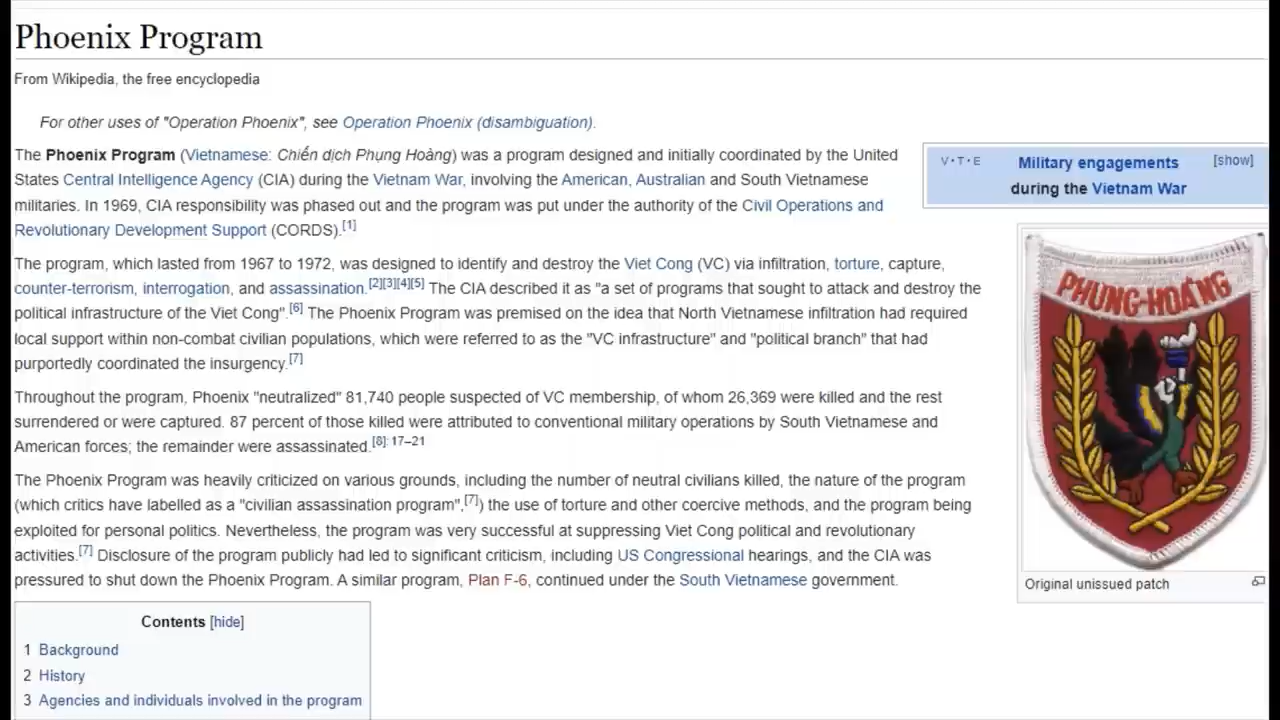 Phoenix Program
From Wikipedia, the free encyclopedia
For other uses of "Operation Phoenix", see Operation Phoenix (disambiguation).
The Phoenix Program (Vietnamese: Chiến dịch Phụng Hoàng) was a program designed and initially coordinated by the United
States Central Intelligence Agency (CIA) during the Vietnam War, involving the American, Australian and South Vietnamese
militaries. In 1969, CIA responsibility was phased out and the program was put under the authority of the Civil Operations and
Revolutionary Development Support (CORDS).[1]
The program, which lasted from 1967 to 1972, was designed to identify and destroy the Viet Cong (VC) via infiltration, torture, capture,
counter-terrorism, interrogation, and assassination.[2][3][4][5] The CIA described it as "a set of programs that sought to attack and destroy the
political infrastructure of the Viet Cong".[6] The Phoenix Program was premised on the idea that North Vietnamese infiltration had required
local support within non-combat civilian populations, which were referred to as the "VC infrastructure" and "political branch" that had
purportedly coordinated the insurgency.[7]
Throughout the program, Phoenix "neutralized" 81,740 people suspected of VC membership, of whom 26,369 were killed and the rest
surrendered or were captured. 87 percent of those killed were attributed to conventional military operations by South Vietnamese and
American forces; the remainder were assassinated.[8]: 17–21
The Phoenix Program was heavily criticized on various grounds, including the number of neutral civilians killed, the nature of the program
(which critics have labelled as a "civilian assassination program",[7]) the use of torture and other coercive methods, and the program being
exploited for personal politics. Nevertheless, the program was very successful at suppressing Viet Cong political and revolutionary
activities.[7] Disclosure of the program publicly had led to significant criticism, including US Congressional hearings, and the CIA was
pressured to shut down the Phoenix Program. A similar program, Plan F-6, continued under the South Vietnamese government.
V·T·E Military engagements [show]
during the Vietnam War
PHUNG-HOÁNG
Original unissued patch
Contents [hide]
1 Background
2 History
3 Agencies and individuals involved in the program